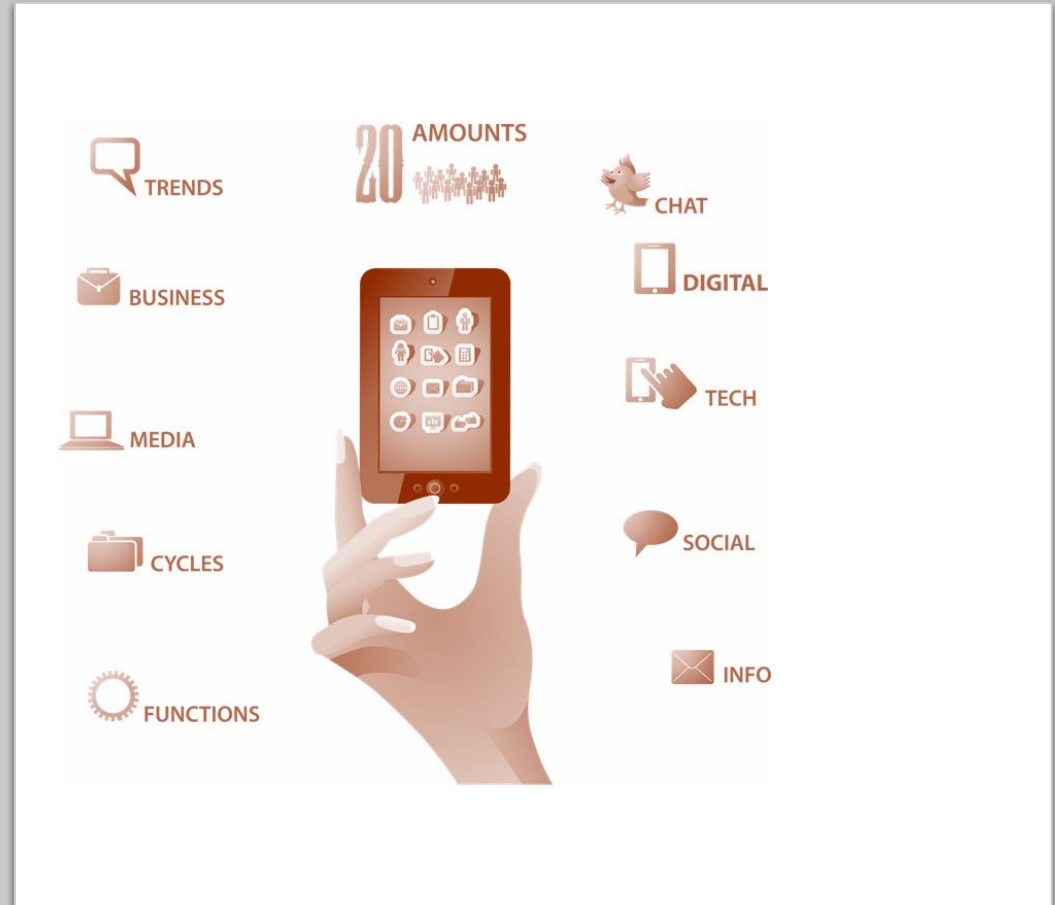 AMOUNTS
20
TRENDS
CHAT
DIGITAL
BUSINESS
TECH
MEDIA
SOCIAL
CYCLES
INFO
FUNCTIONS